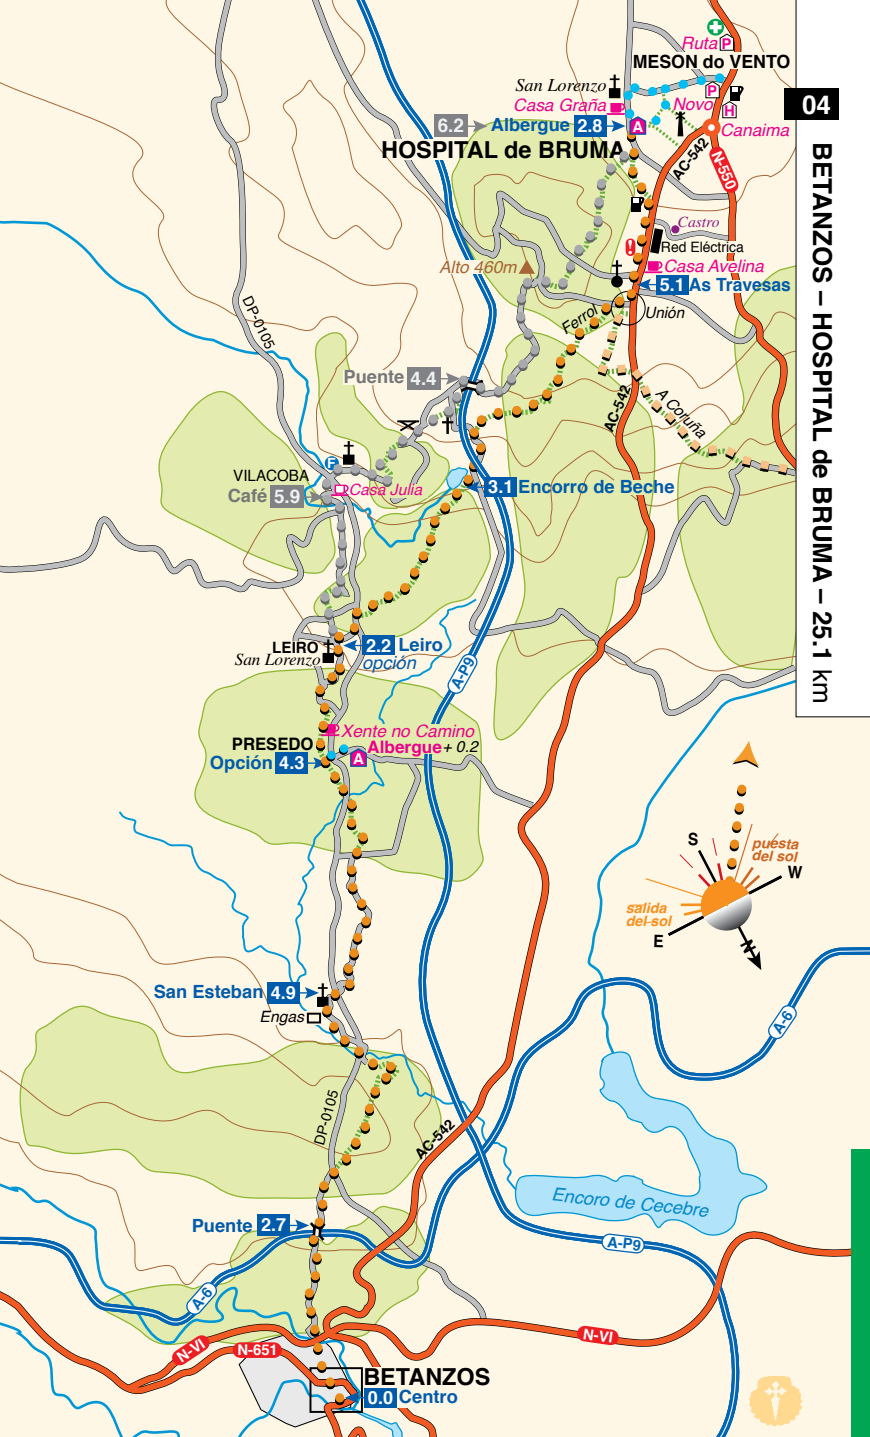 Ruta P
MESON do VENTO
San Lorenzo
Casa Graña
P
Novo
H
04
6.2 Albergue 2.8 A
Canaima
HOSPITAL de BRUMA
AC-542
N-550
BETANZOS – HOSPITAL de BRUMA – 25.1 km
Castro
Red Eléctrica
Alto 460m
Casa Avelina
5.1 As Travesas
Unión
Ferrol
DP-0105
Puente 4.4
AC-542
A Coruña
F
VILACOBA
Café 5.9
Casa Julia
3.1 Encorro de Beche
LEIRO
San Lorenzo
2.2 Leiro
opción
A-P9
Xente no Camino
PRESEDO
Albergue + 0.2
Opción 4.3
A
S
puesta
del sol
W
salida
del sol
E
N
San Esteban 4.9
Engas
A-6
DP-0105
AC-542
Encoro de Cecebre
Puente 2.7
A-P9
A-6
N-VI
N-651
N-VI
BETANZOS
0.0 Centro